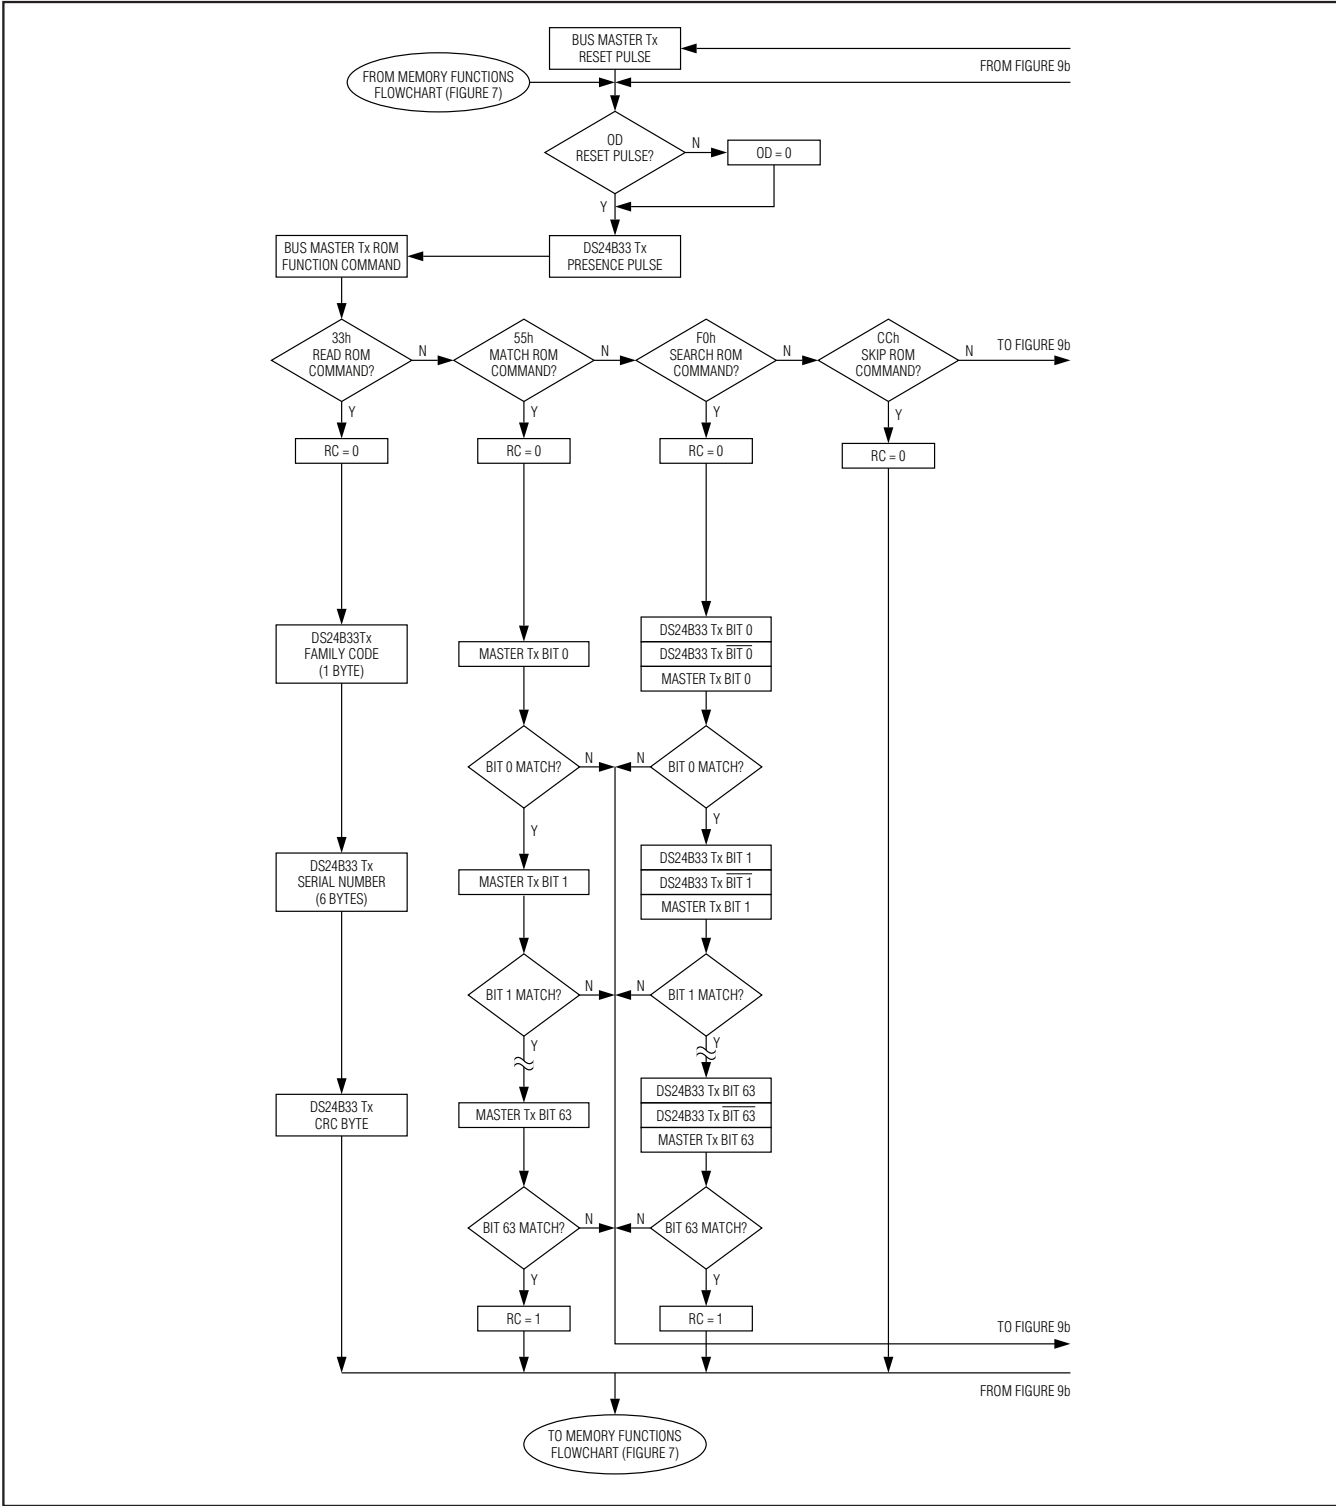 BUS MASTER Tx
RESET PULSE
FROM FIGURE 9b
FROM MEMORY FUNCTIONS
FLOWCHART (FIGURE 7)
OD
RESET PULSE?
N
OD = 0
Y
BUS MASTER Tx ROM
FUNCTION COMMAND
DS24B33 Tx
PRESENCE PULSE
33h
READ ROM
COMMAND?
N
55h
MATCH ROM
COMMAND?
N
F0h
SEARCH ROM
COMMAND?
N
CCh
SKIP ROM
COMMAND?
N
TO FIGURE 9b
Y
Y
Y
Y
RC = 0
RC = 0
RC = 0
RC = 0
DS24B33Tx
FAMILY CODE
(1 BYTE)
MASTER Tx BIT 0
DS24B33 Tx BIT 0
DS24B33 Tx B̅I̅T̅ ̅0̅
MASTER Tx BIT 0
BIT 0 MATCH?
N
N
BIT 0 MATCH?
Y
Y
DS24B33 Tx
SERIAL NUMBER
(6 BYTES)
MASTER Tx BIT 1
DS24B33 Tx BIT 1
DS24B33 Tx B̅I̅T̅ ̅1̅
MASTER Tx BIT 1
BIT 1 MATCH?
N
N
BIT 1 MATCH?
Y
Y
DS24B33 Tx
CRC BYTE
MASTER Tx BIT 63
DS24B33 Tx BIT 63
DS24B33 Tx B̅I̅T̅ ̅6̅3̅
MASTER Tx BIT 63
BIT 63 MATCH?
N
N
BIT 63 MATCH?
Y
Y
RC = 1
RC = 1
TO FIGURE 9b
FROM FIGURE 9b
TO MEMORY FUNCTIONS
FLOWCHART (FIGURE 7)